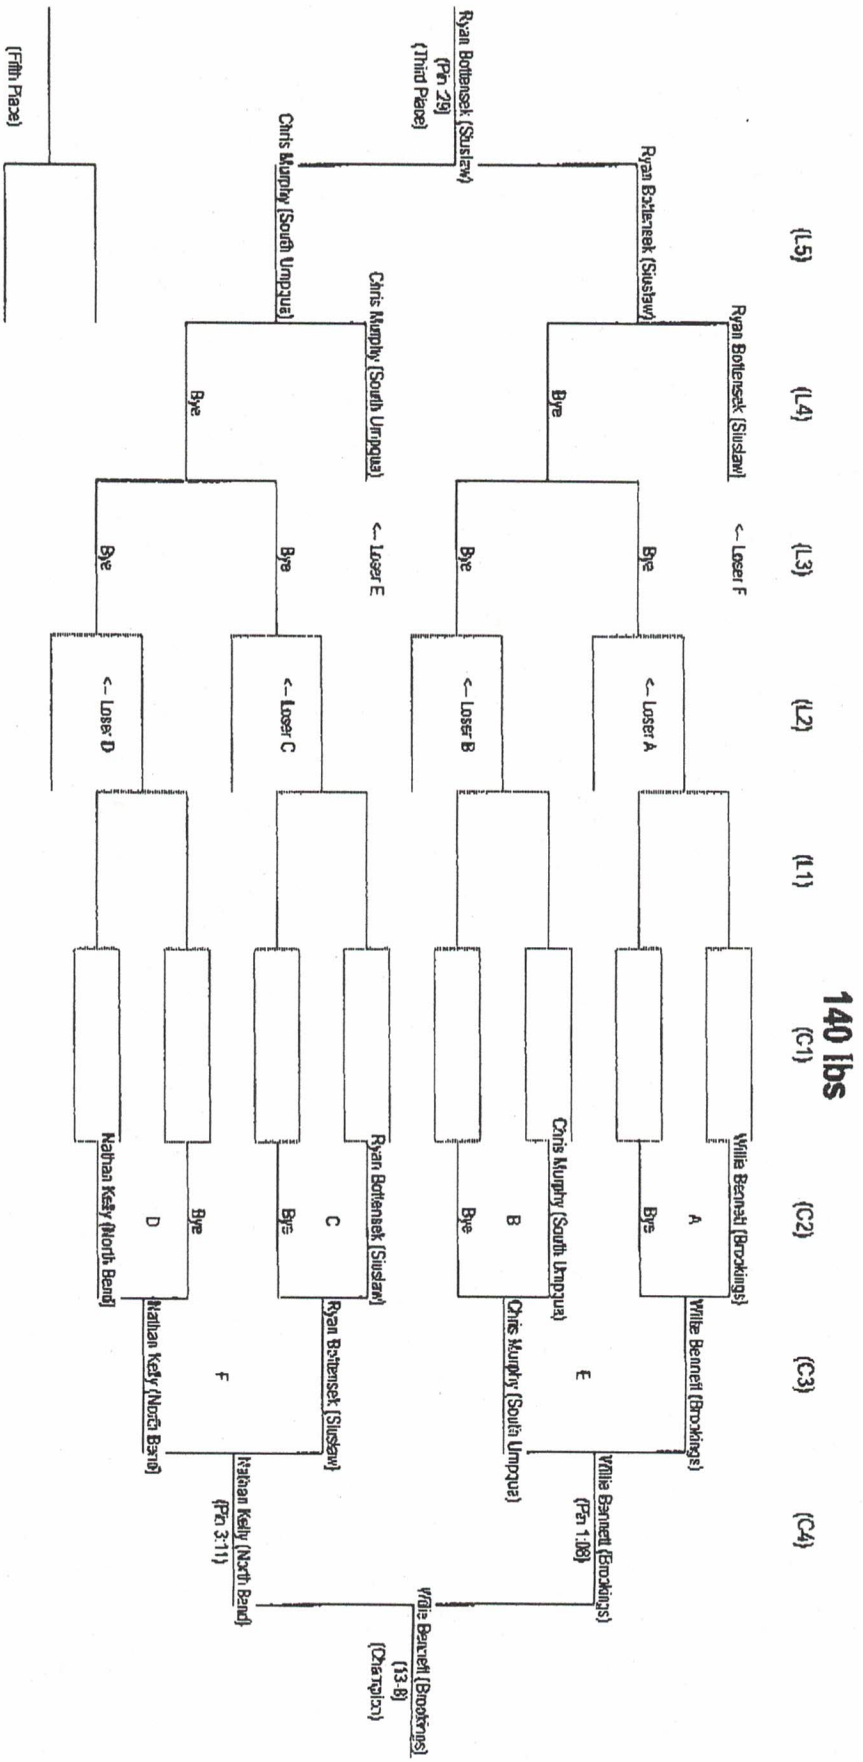 140 lbs
(L5)
(L4)
(L3)
(L2)
(L1)
(C1)
(C2)
(C3)
(C4)
Willie Bennett (Brookings)
A
Bye
Willie Bennett (Brookings)
E
Chris Murphy (South Umpqua)
B
Bye
Chris Murphy (South Umpqua)
Willie Bennett (Brookings)
(Pin 1:08)
Ryan Bottensek (Siuslaw)
C
Bye
Ryan Bottensek (Siuslaw)
F
Bye
D
Nathan Kelly (North Bend)
Nathan Kelly (North Bend)
Nathan Kelly (North Bend)
(Pin 3:11)
Willie Bennett (Brookings)
(13-8)
(Champion)
<-- Loser F
Ryan Bottensek (Siuslaw)
<-- Loser A
Bye
Ryan Bottensek (Siuslaw)
Bye
<-- Loser B
Bye
Ryan Bottensek (Siuslaw)
(Pin :29)
(Third Place)
<-- Loser E
Chris Murphy (South Umpqua)
<-- Loser C
Bye
Chris Murphy (South Umpqua)
Bye
<-- Loser D
Bye
(Fifth Place)